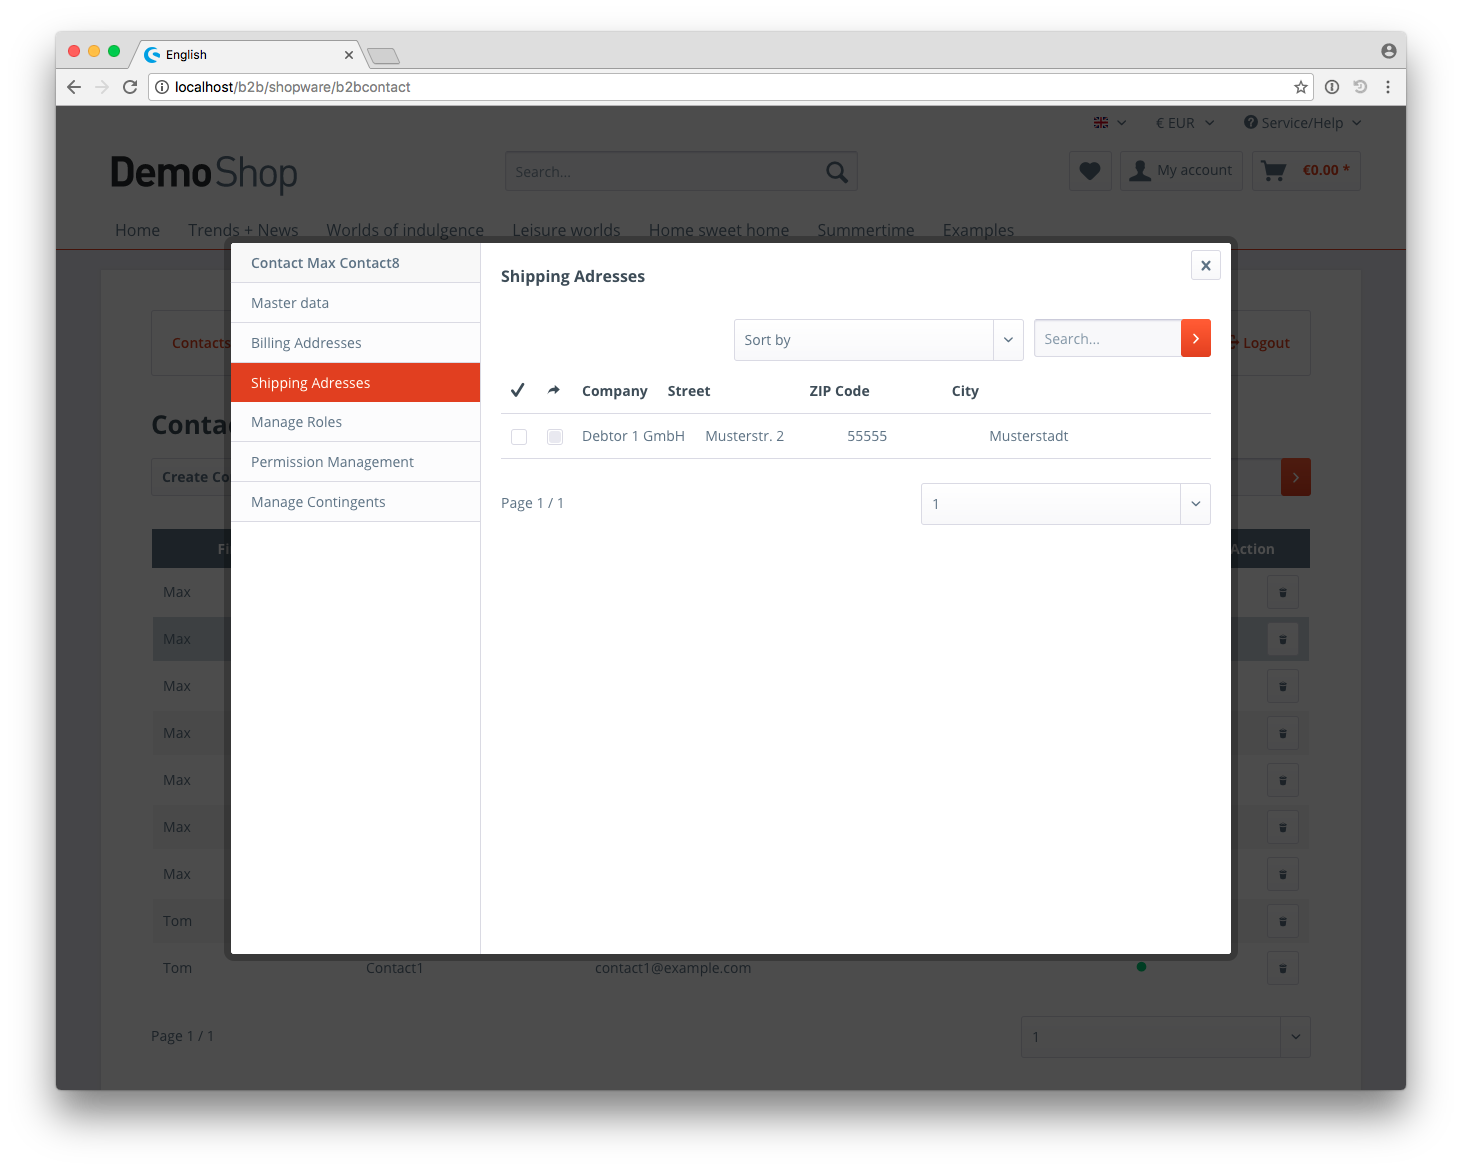 English
localhost/b2b/shopware/b2bcontact
€ EUR
Service/Help
DemoShop
Search...
My account
€0.00 *
Home Trends + News Worlds of indulgence Leisure worlds Home sweet home Summertime Examples
Contact Max Contact8
Master data
Billing Addresses
Shipping Adresses
Manage Roles
Permission Management
Manage Contingents
Shipping Adresses
Sort by
Search...
Company Street ZIP Code City
Debtor 1 GmbH Musterstr. 2 55555 Musterstadt
Page 1 / 1
1
Contacts
Logout
Conta
Create Co
Fi
Action
Max
Max
Max
Max
Max
Max
Max
Tom
Tom Contact1 contact1@example.com
Page 1 / 1
1